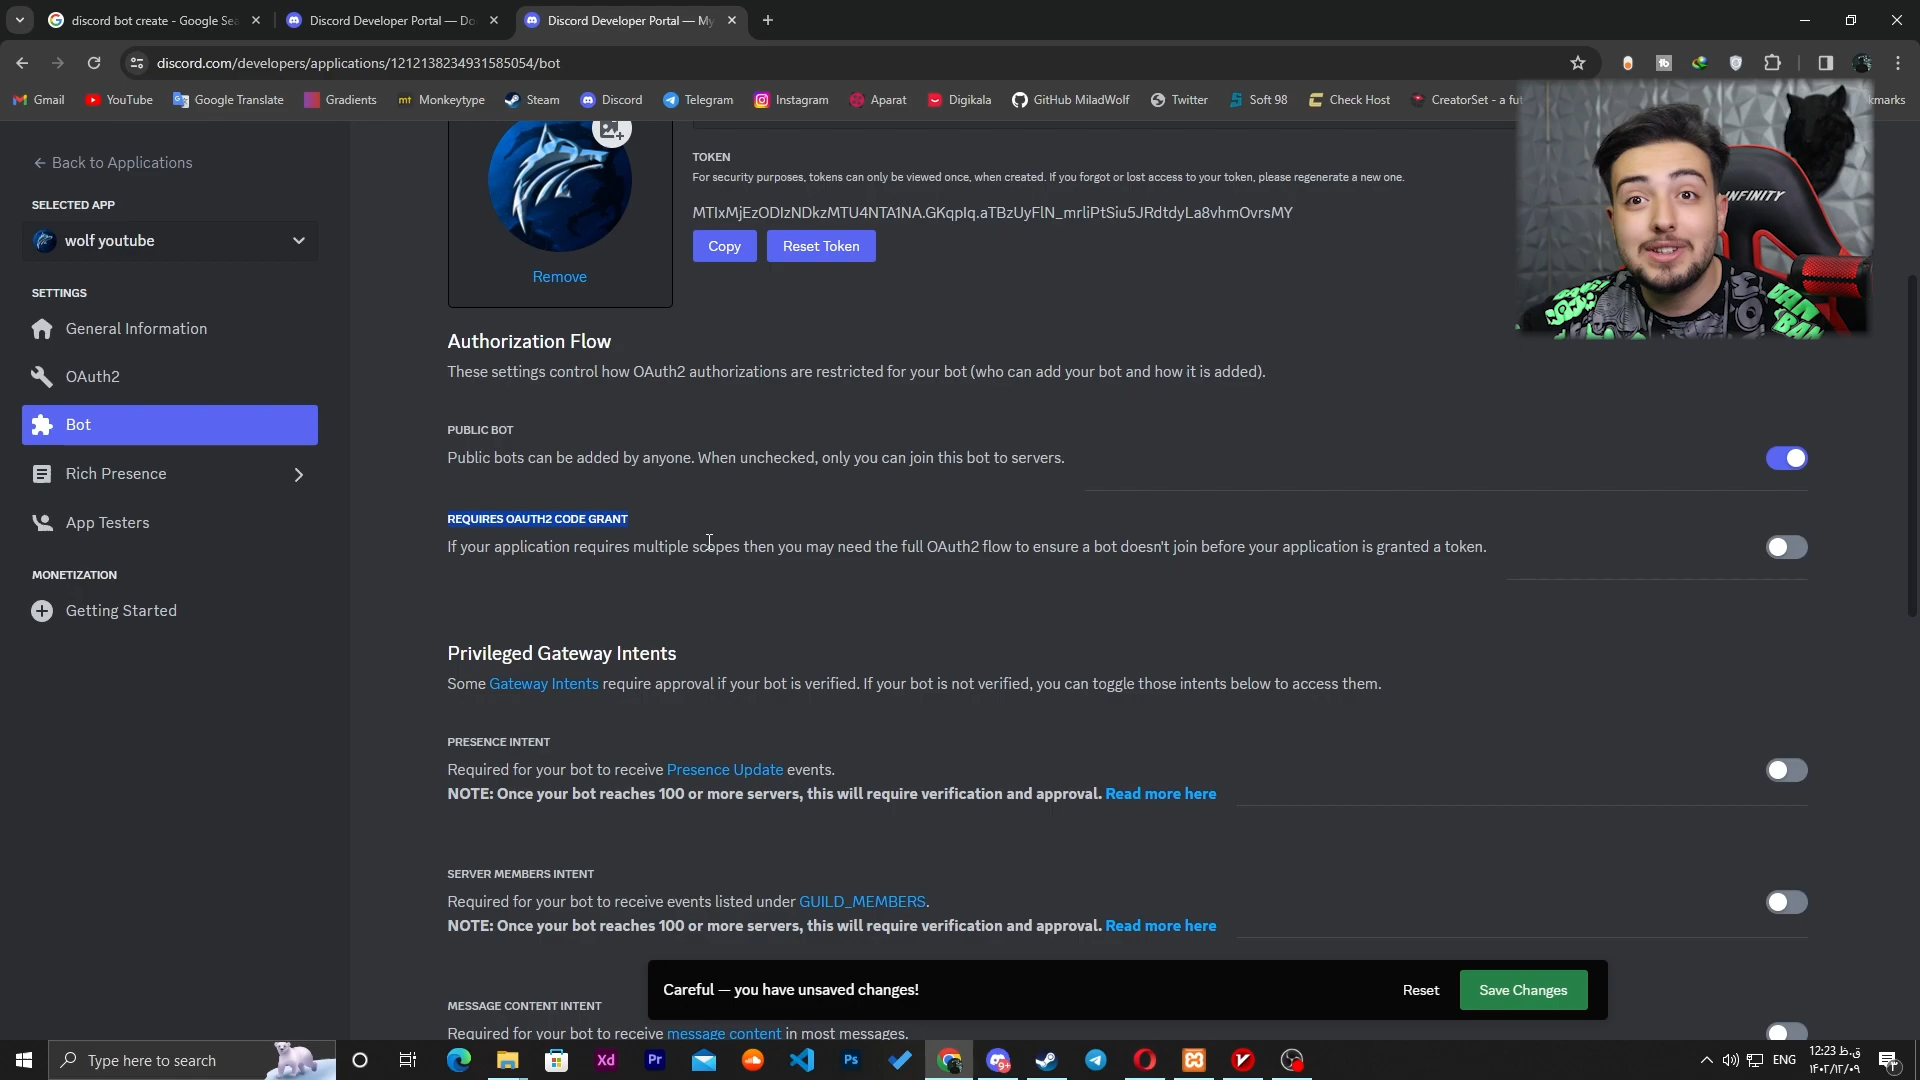 discord bot create - Google Sea
Discord Developer Portal — Do
Discord Developer Portal — My
discord.com/developers/applications/1212138234931585054/bot
Gmail
YouTube
Google Translate
Gradients
mt Monkeytype
Steam
Discord
Telegram
Instagram
Aparat
Digikala
GitHub MiladWolf
Twitter
Soft 98
Check Host
CreatorSet - a fut
kmarks
INFINITY
Back to Applications
SELECTED APP
wolf youtube
SETTINGS
General Information
OAuth2
Bot
Rich Presence
App Testers
MONETIZATION
Getting Started
TOKEN
For security purposes, tokens can only be viewed once, when created. If you forgot or lost access to your token, please regenerate a new one.
MTIxMjEzODIzNDkzMTU4NTA1NA.GKqpIq.aTBzUyFlN_mrliPtSiu5JRdtdyLa8vhmOvrsMY
Copy
Reset Token
Remove
Authorization Flow
These settings control how OAuth2 authorizations are restricted for your bot (who can add your bot and how it is added).
PUBLIC BOT
Public bots can be added by anyone. When unchecked, only you can join this bot to servers.
REQUIRES OAUTH2 CODE GRANT
If your application requires multiple scopes then you may need the full OAuth2 flow to ensure a bot doesn't join before your application is granted a token.
Privileged Gateway Intents
Some Gateway Intents require approval if your bot is verified. If your bot is not verified, you can toggle those intents below to access them.
PRESENCE INTENT
Required for your bot to receive Presence Update events.
NOTE: Once your bot reaches 100 or more servers, this will require verification and approval. Read more here
SERVER MEMBERS INTENT
Required for your bot to receive events listed under GUILD_MEMBERS.
NOTE: Once your bot reaches 100 or more servers, this will require verification and approval. Read more here
MESSAGE CONTENT INTENT
Required for your bot to receive message content in most messages.
Careful — you have unsaved changes!
Reset
Save Changes
Type here to search
Xd
Pr
Ps
9+
ENG
12:23 ق.ظ
۱۴۰۲/۱۲/۰۹